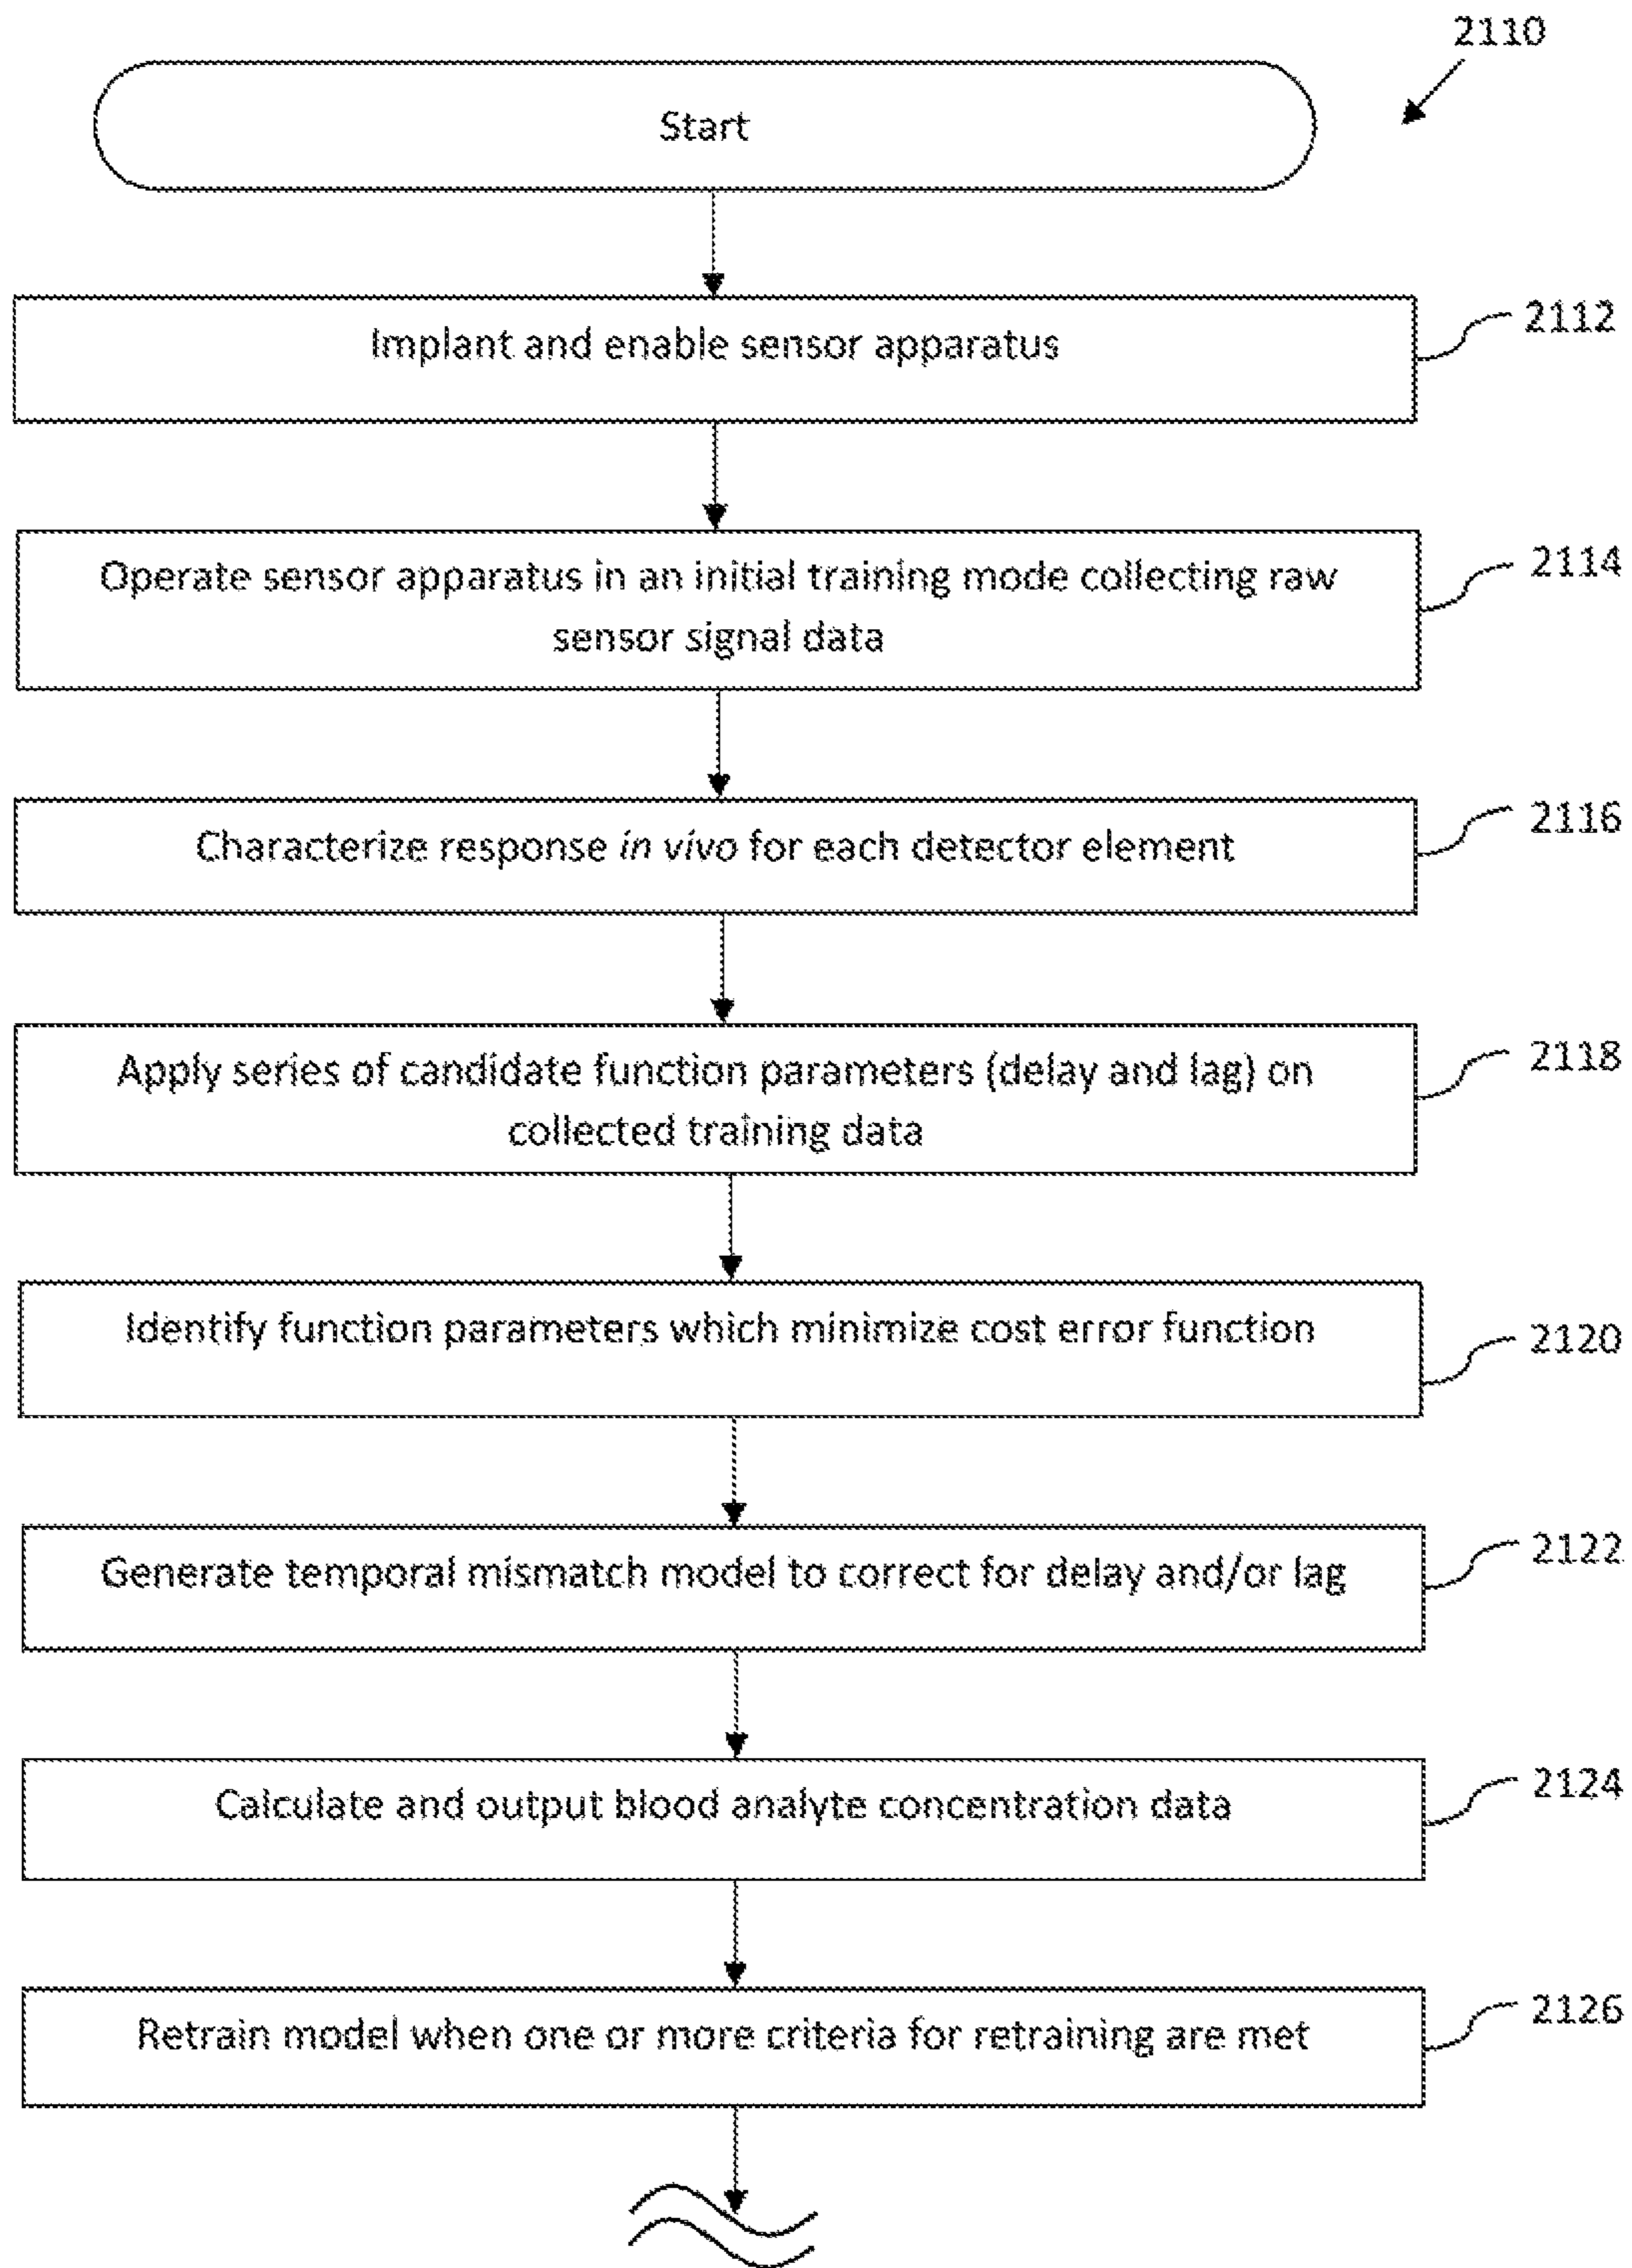 2110
Start
Implant and enable sensor apparatus
2112
Operate sensor apparatus in an initial training mode collecting raw
sensor signal data
2114
Characterize response in vivo for each detector element
2116
Apply series of candidate function parameters (delay and lag) on
collected training data
2118
Identify function parameters which minimize cost error function
2120
Generate temporal mismatch model to correct for delay and/or lag
2122
Calculate and output blood analyte concentration data
2124
Retrain model when one or more criteria for retraining are met
2126